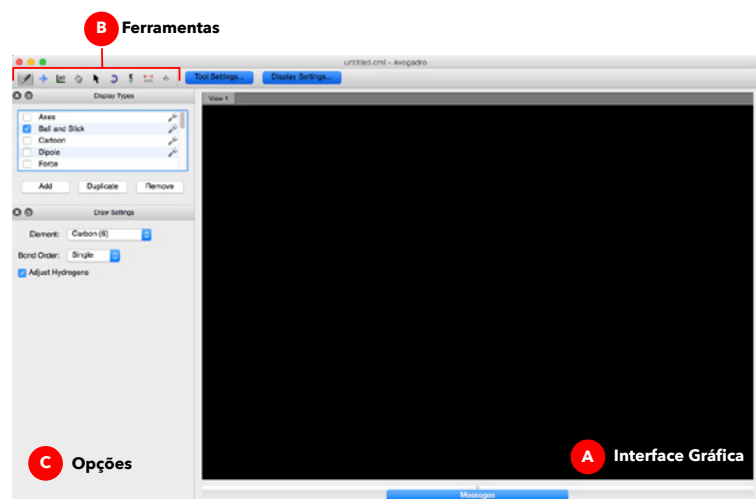 B Ferramentas
untitled.cml - Avogadro
Tool Settings... Display Settings...
Display Types
View 1
Axes
Ball and Stick
Cartoon
Dipole
Force
Add Duplicate Remove
Draw Settings
Element: Carbon (6)
Bond Order: Single
Adjust Hydrogens
C Opções
A Interface Gráfica
Messages